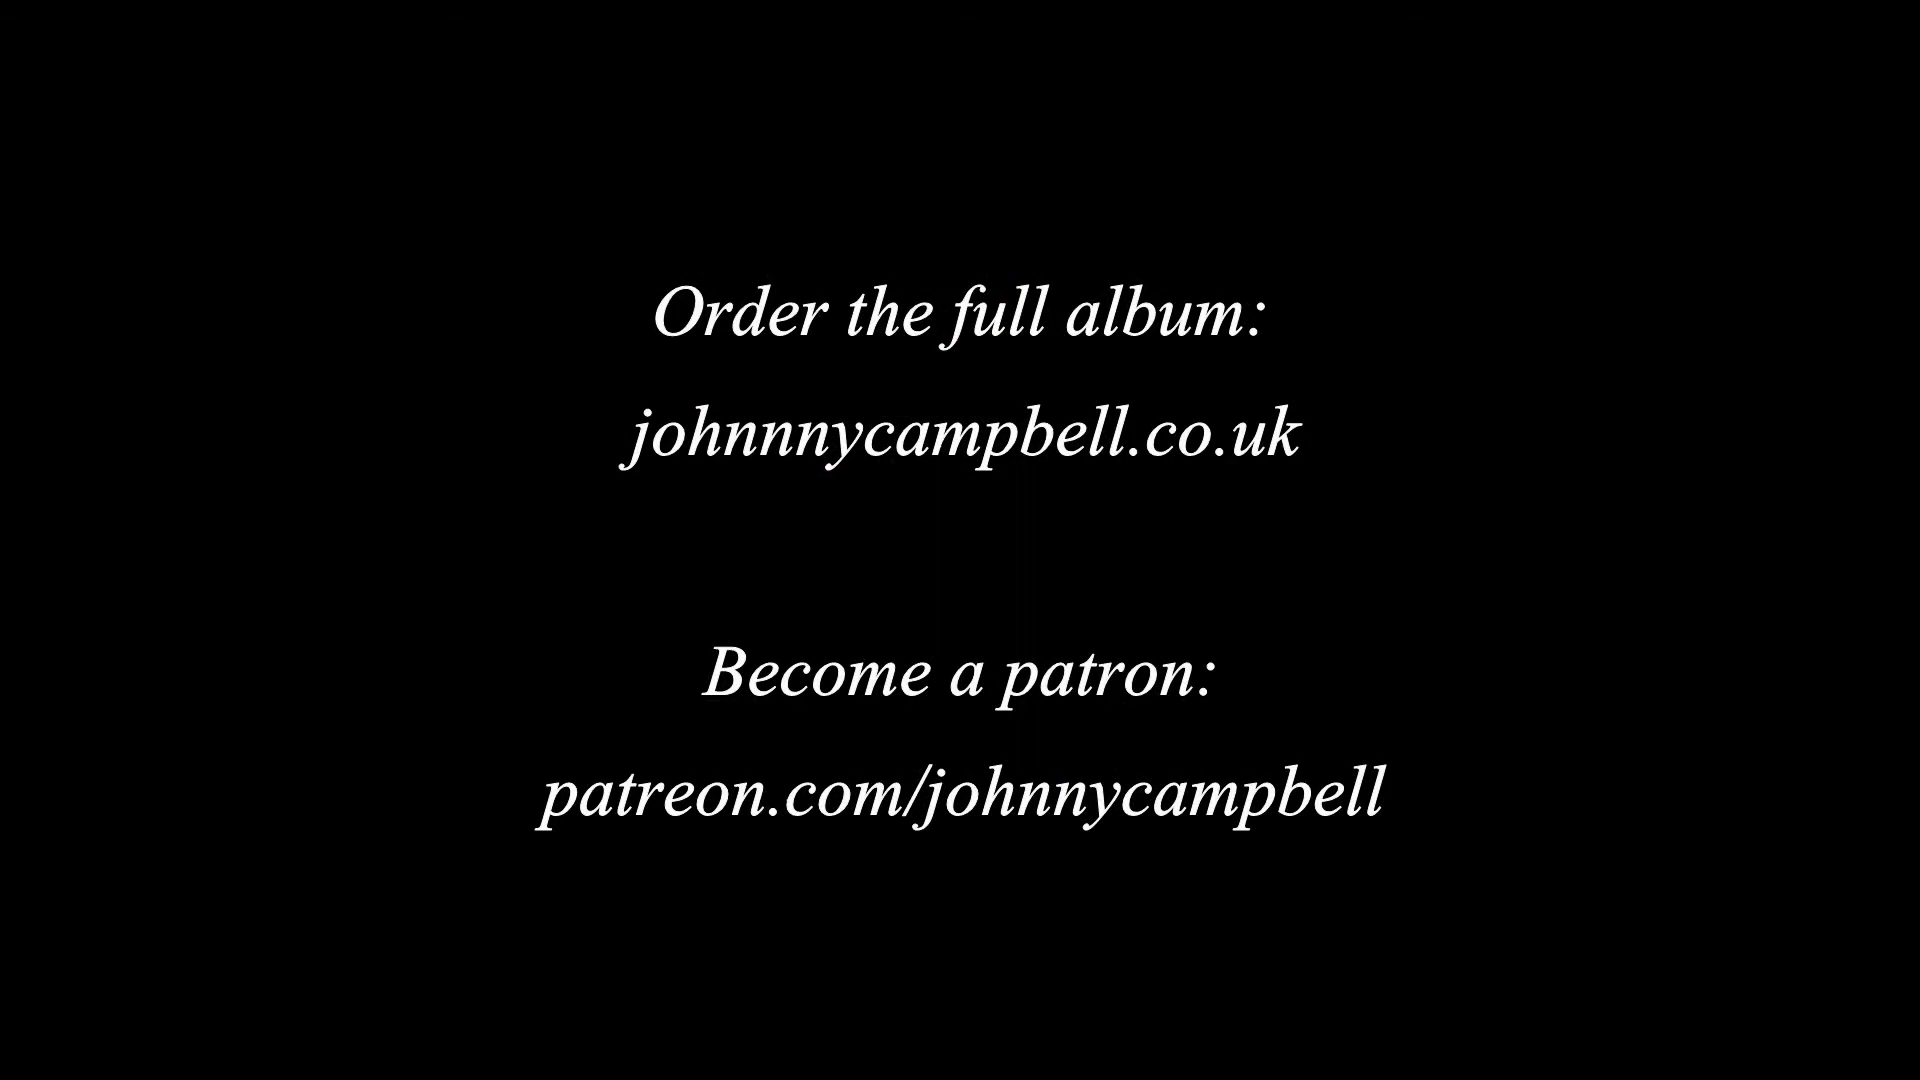 Order the full album:
johnnnycampbell.co.uk
Become a patron:
patreon.com/johnnycampbell